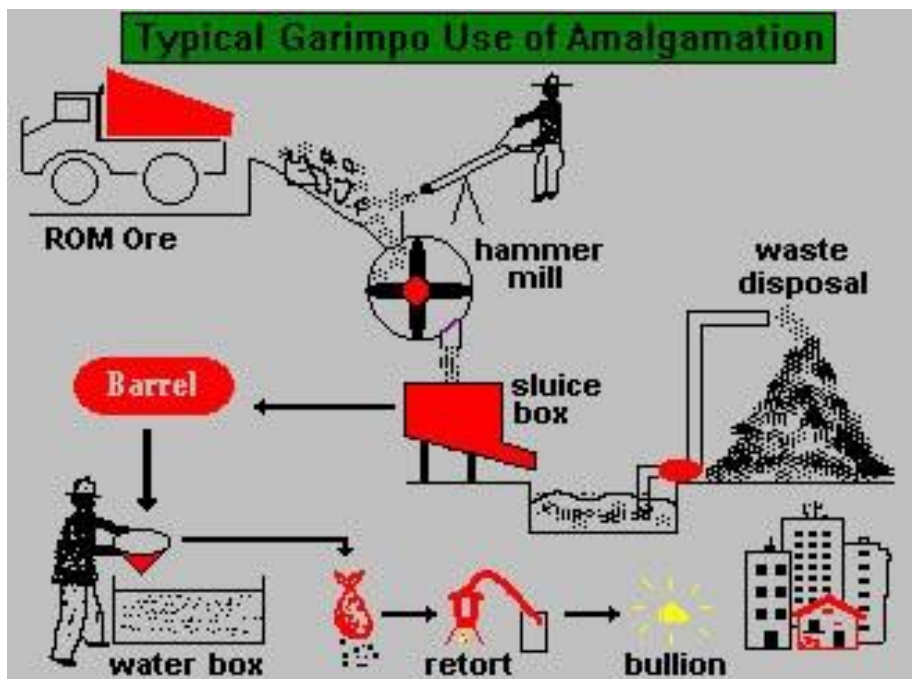 Typical Garimpo Use of Amalgamation
ROM Ore
hammer
mill
waste
disposal
Barrel
sluice
box
water box
retort
bullion